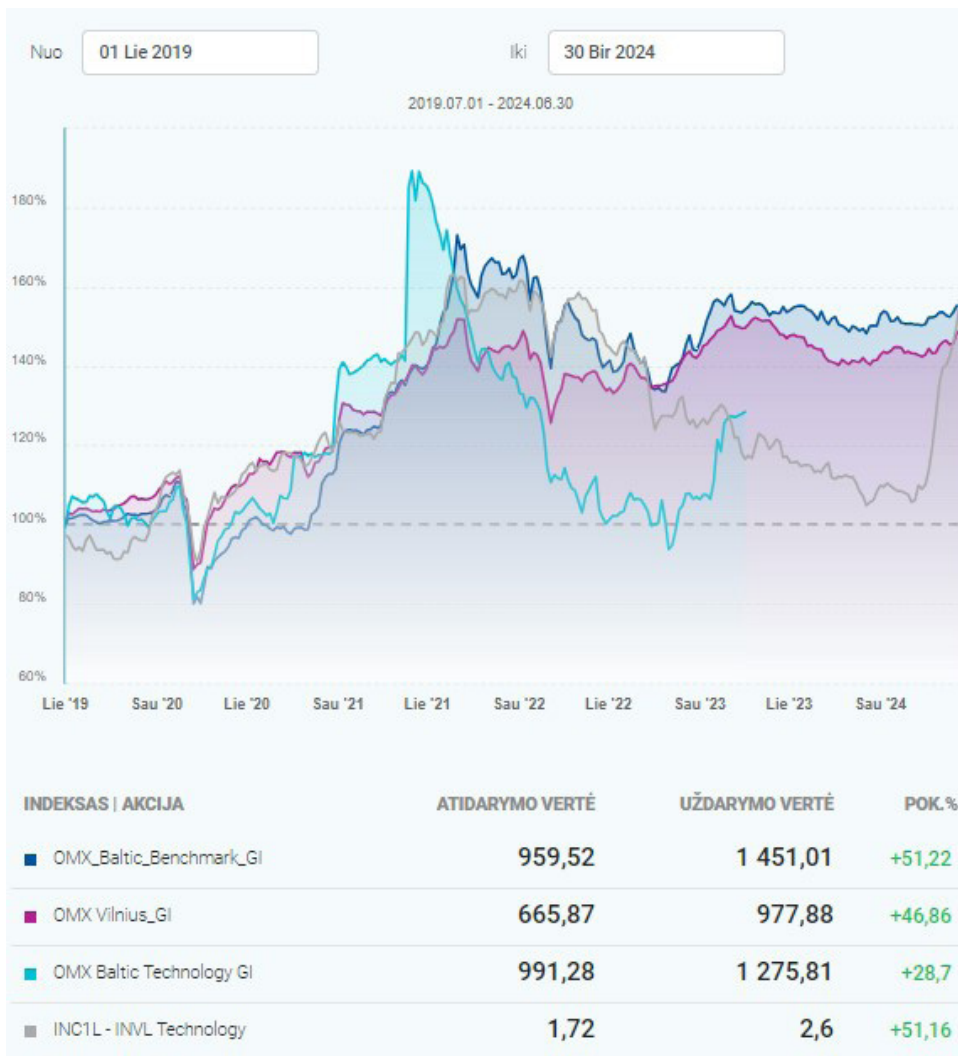 Nuo 01 Lie 2019 Iki 30 Bir 2024
2019.07.01 - 2024.06.30
180%
160%
140%
120%
100%
80%
60%
Lie '19 Sau '20 Lie '20 Sau '21 Lie '21 Sau '22 Lie '22 Sau '23 Lie '23 Sau '24
INDEKSAS | AKCIJA ATIDARYMO VERTĖ UŽDARYMO VERTĖ POK.%
OMX_Baltic_Benchmark_GI 959,52 1 451,01 +51,22
OMX Vilnius_GI 665,87 977,88 +46,86
OMX Baltic Technology GI 991,28 1 275,81 +28,7
INC1L - INVL Technology 1,72 2,6 +51,16